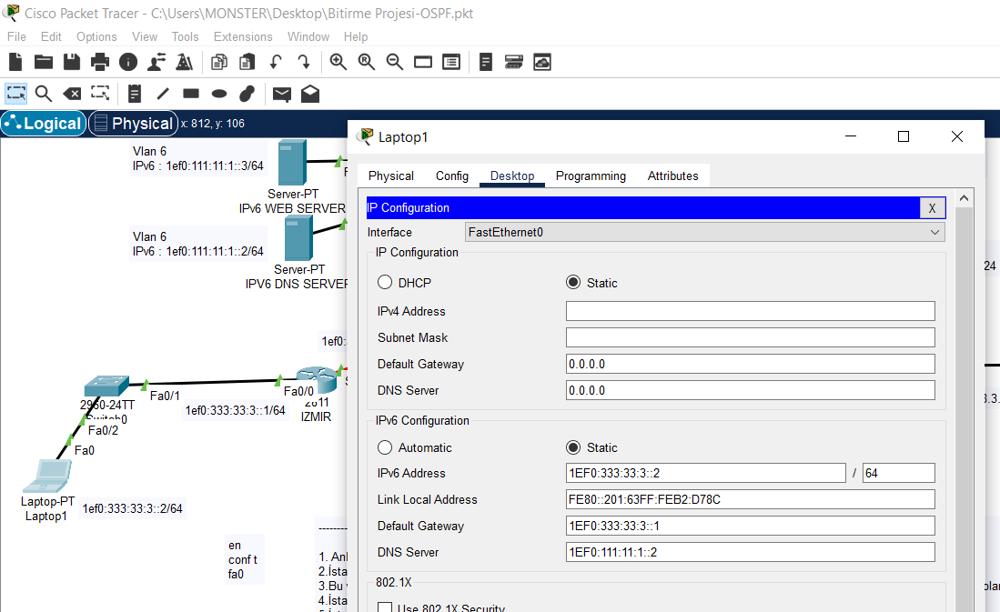 Cisco Packet Tracer - C:\Users\MONSTER\Desktop\Bitirme Projesi-OSPF.pkt
File Edit Options View Tools Extensions Window Help
Logical Physical x: 812, y: 106
Vlan 6
IPv6 : 1ef0:111:11:1::3/64
Server-PT
IPv6 WEB SERVER
Vlan 6
IPv6 : 1ef0:111:11:1::2/64
Server-PT
IPV6 DNS SERVER
1ef0:
Fa0/0
2811
IZMIR
Fa0/1
1ef0:333:33:3::1/64
2950-24TT
Switch0
Fa0/2
Fa0
Laptop-PT
Laptop1
1ef0:333:33:3::2/64
en
conf t
fa0
---------
1. An
2.İsta
3.Bu
4.İsta
Laptop1
Physical Config Desktop Programming Attributes
IP Configuration X
Interface FastEthernet0
IP Configuration
DHCP Static
IPv4 Address
Subnet Mask
Default Gateway 0.0.0.0
DNS Server 0.0.0.0
IPv6 Configuration
Automatic Static
IPv6 Address 1EF0:333:33:3::2 / 64
Link Local Address FE80::201:63FF:FEB2:D78C
Default Gateway 1EF0:333:33:3::1
DNS Server 1EF0:111:11:1::2
802.1X
Use 802.1X Security
24
3.3.
olar